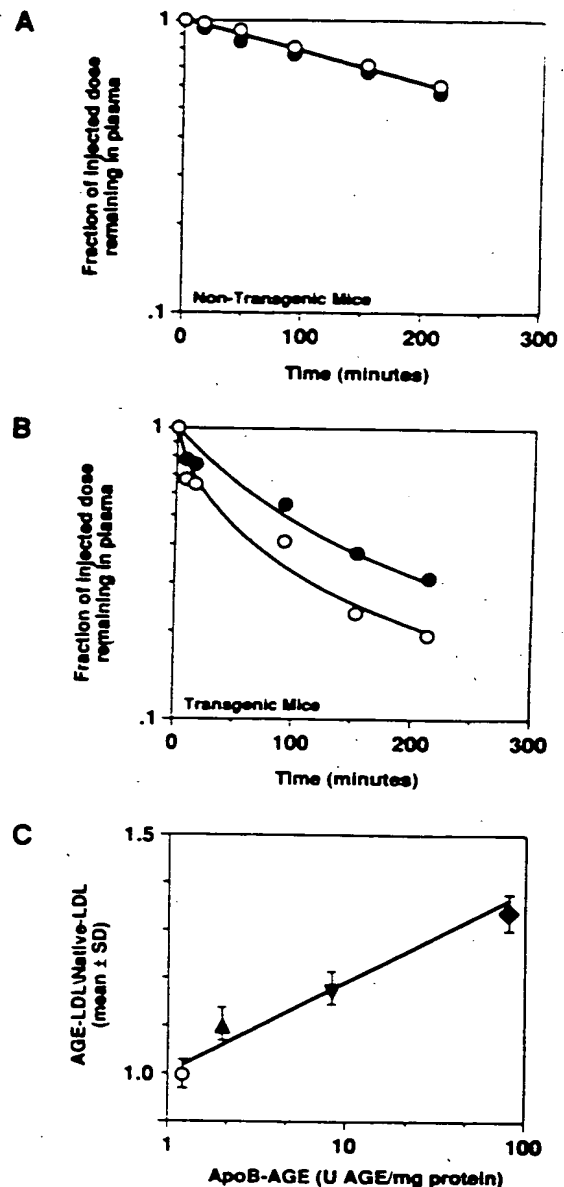 A
Fraction of injected dose
remaining in plasma
1
.1
Non-Transgenic Mice
0
100
200
300
Time (minutes)
B
Fraction of injected dose
remaining in plasma
1
.1
Transgenic Mice
0
100
200
300
Time (minutes)
C
AGE-LDL\Native-LDL
(mean ± SD)
1.5
1.0
1
10
100
ApoB-AGE (U AGE/mg protein)